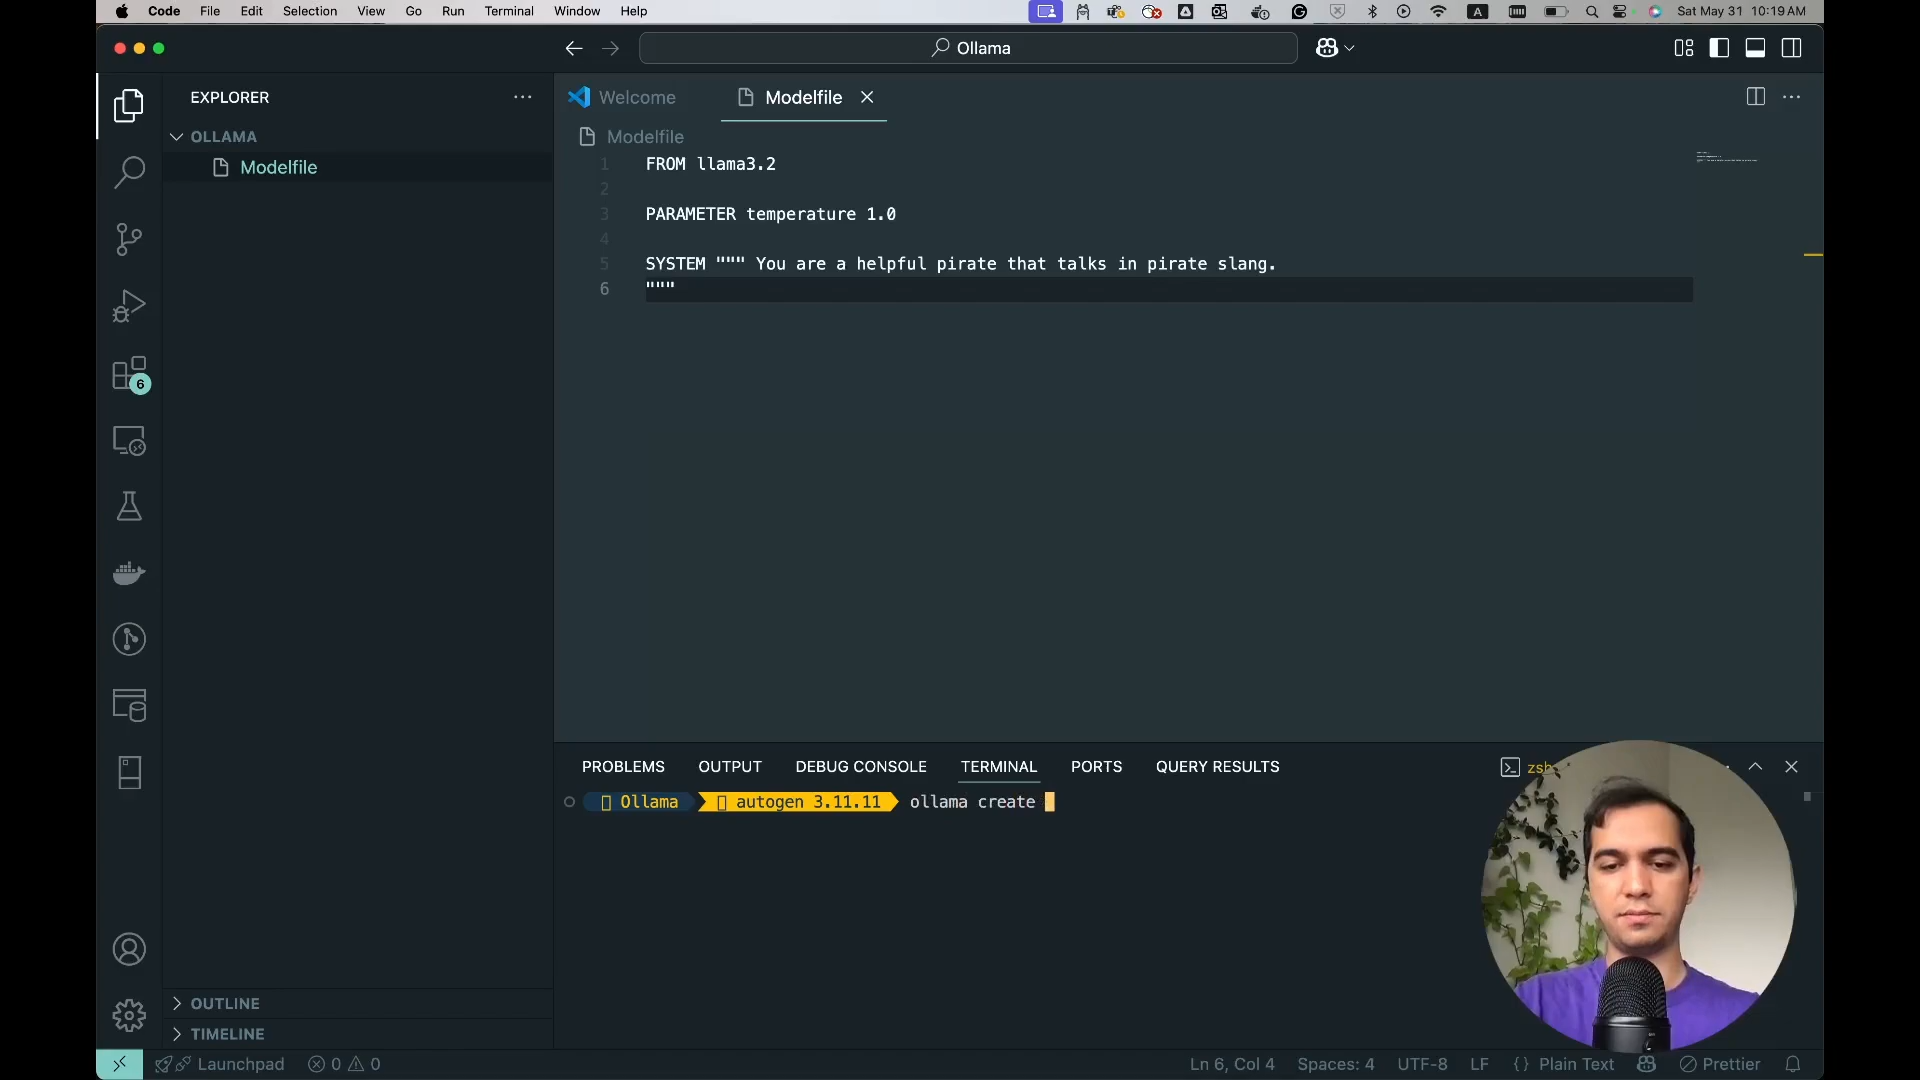 Code File Edit Selection View Go Run Terminal Window Help A Sat May 31 10:19 AM
Ollama
EXPLORER
Welcome Modelfile
OLLAMA
Modelfile
Modelfile
1 FROM llama3.2
2
3 PARAMETER temperature 1.0
4
5 SYSTEM """ You are a helpful pirate that talks in pirate slang.
6 """
6
PROBLEMS OUTPUT DEBUG CONSOLE TERMINAL PORTS QUERY RESULTS zsh
Ollama autogen 3.11.11 ollama create
OUTLINE
TIMELINE
Launchpad 0 0 Ln 6, Col 4 Spaces: 4 UTF-8 LF {} Plain Text Prettier